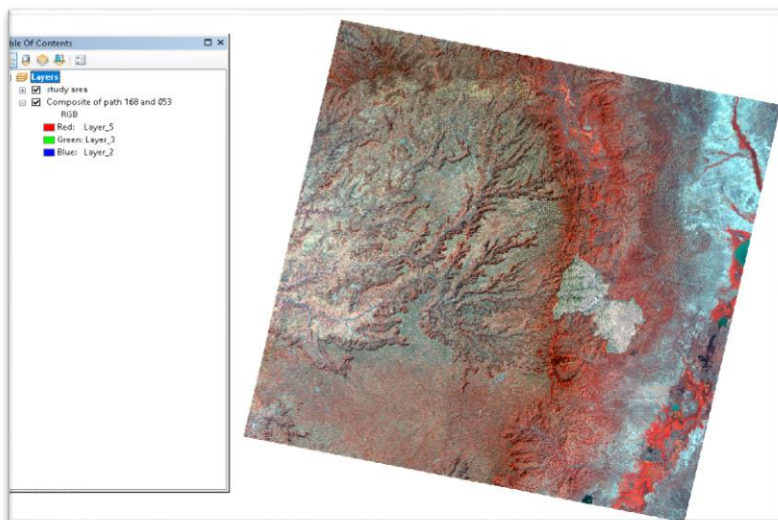 ble Of Contents
Layers
study area
Composite of path 168 and 053
RGB
Red: Layer_5
Green: Layer_3
Blue: Layer_2